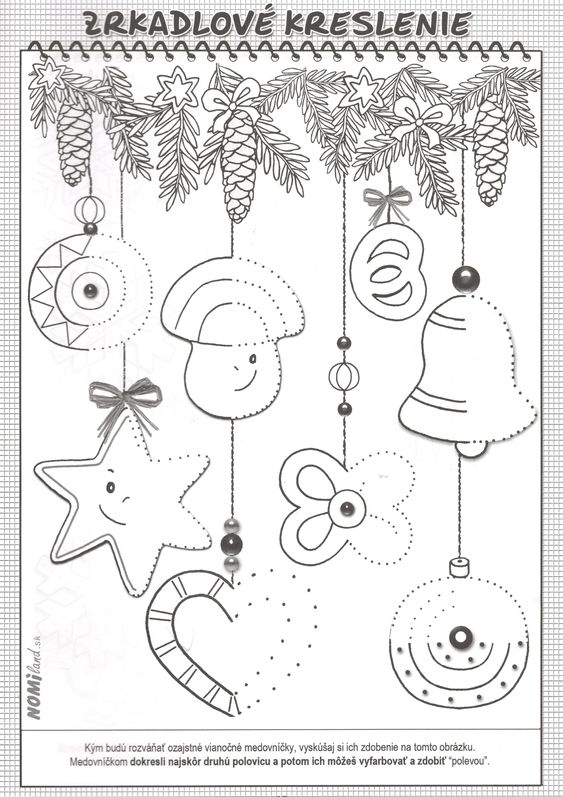 ZRKADLOVÉ KRESLENIE
NOMiland.sk
Kým budú rozváňať ozajstné vianočné medovníčky, vyskúšaj si ich zdobenie na tomto obrázku.
Medovníčkom dokresli najskôr druhú polovicu a potom ich môžeš vyfarbovať a zdobiť “polevou”.